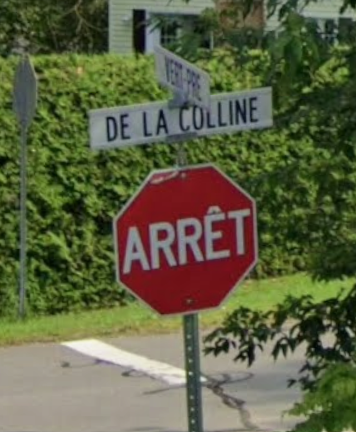 VERT-PRÉ
DE LA COLLINE
ARRÊT